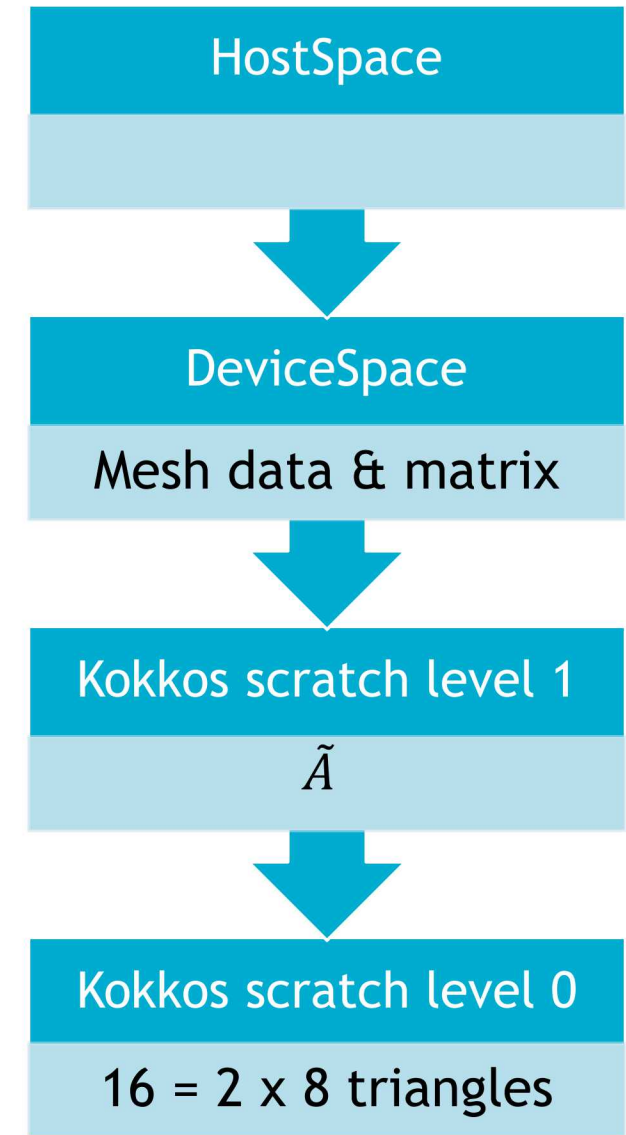 HostSpace
DeviceSpace
Mesh data & matrix
Kokkos scratch level 1
Ã
Kokkos scratch level 0
16 = 2 x 8 triangles